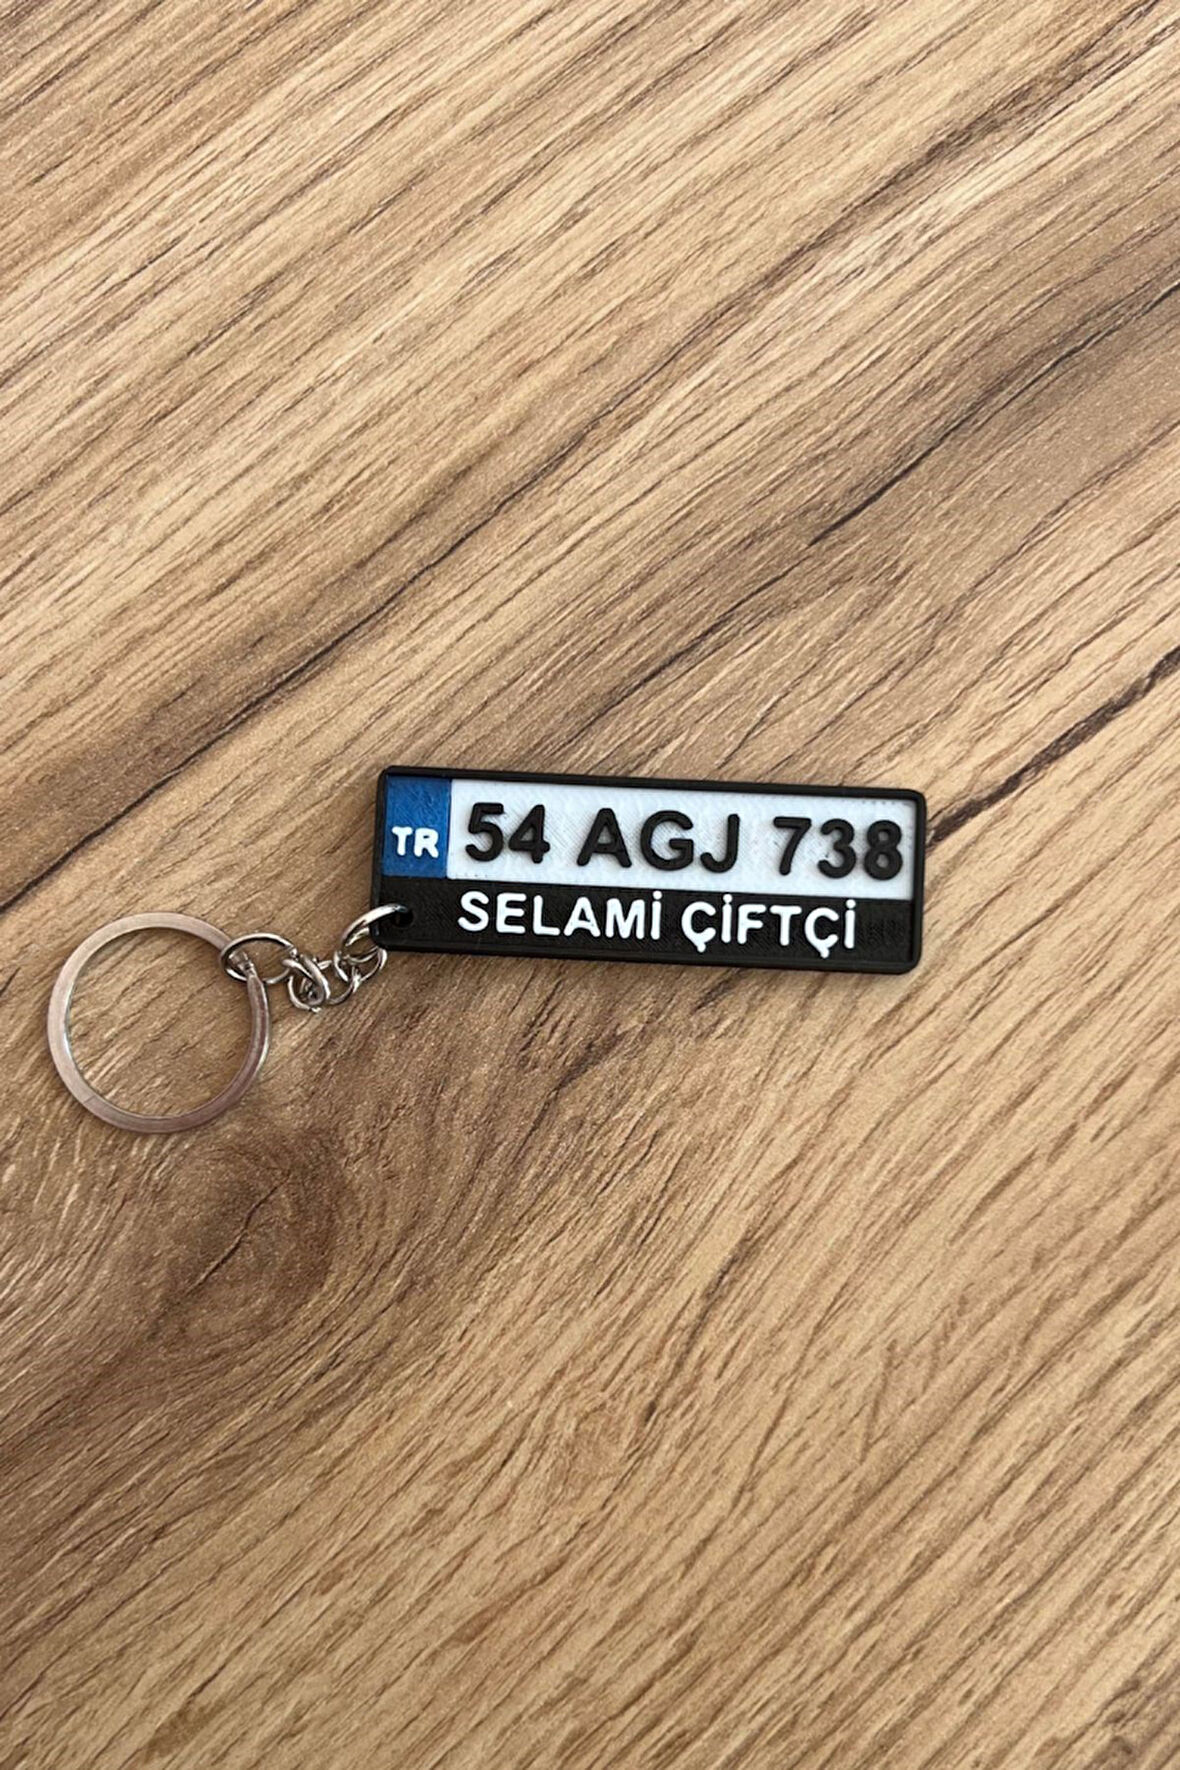 TR 54 AGJ 738
SELAMİ ÇİFTÇİ